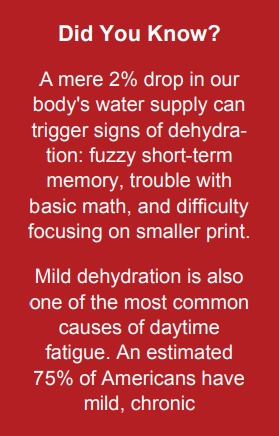 Did You Know?
A mere 2% drop in our
body's water supply can
trigger signs of dehydra-
tion: fuzzy short-term
memory, trouble with
basic math, and difficulty
focusing on smaller print.
Mild dehydration is also
one of the most common
causes of daytime
fatigue. An estimated
75% of Americans have
mild, chronic